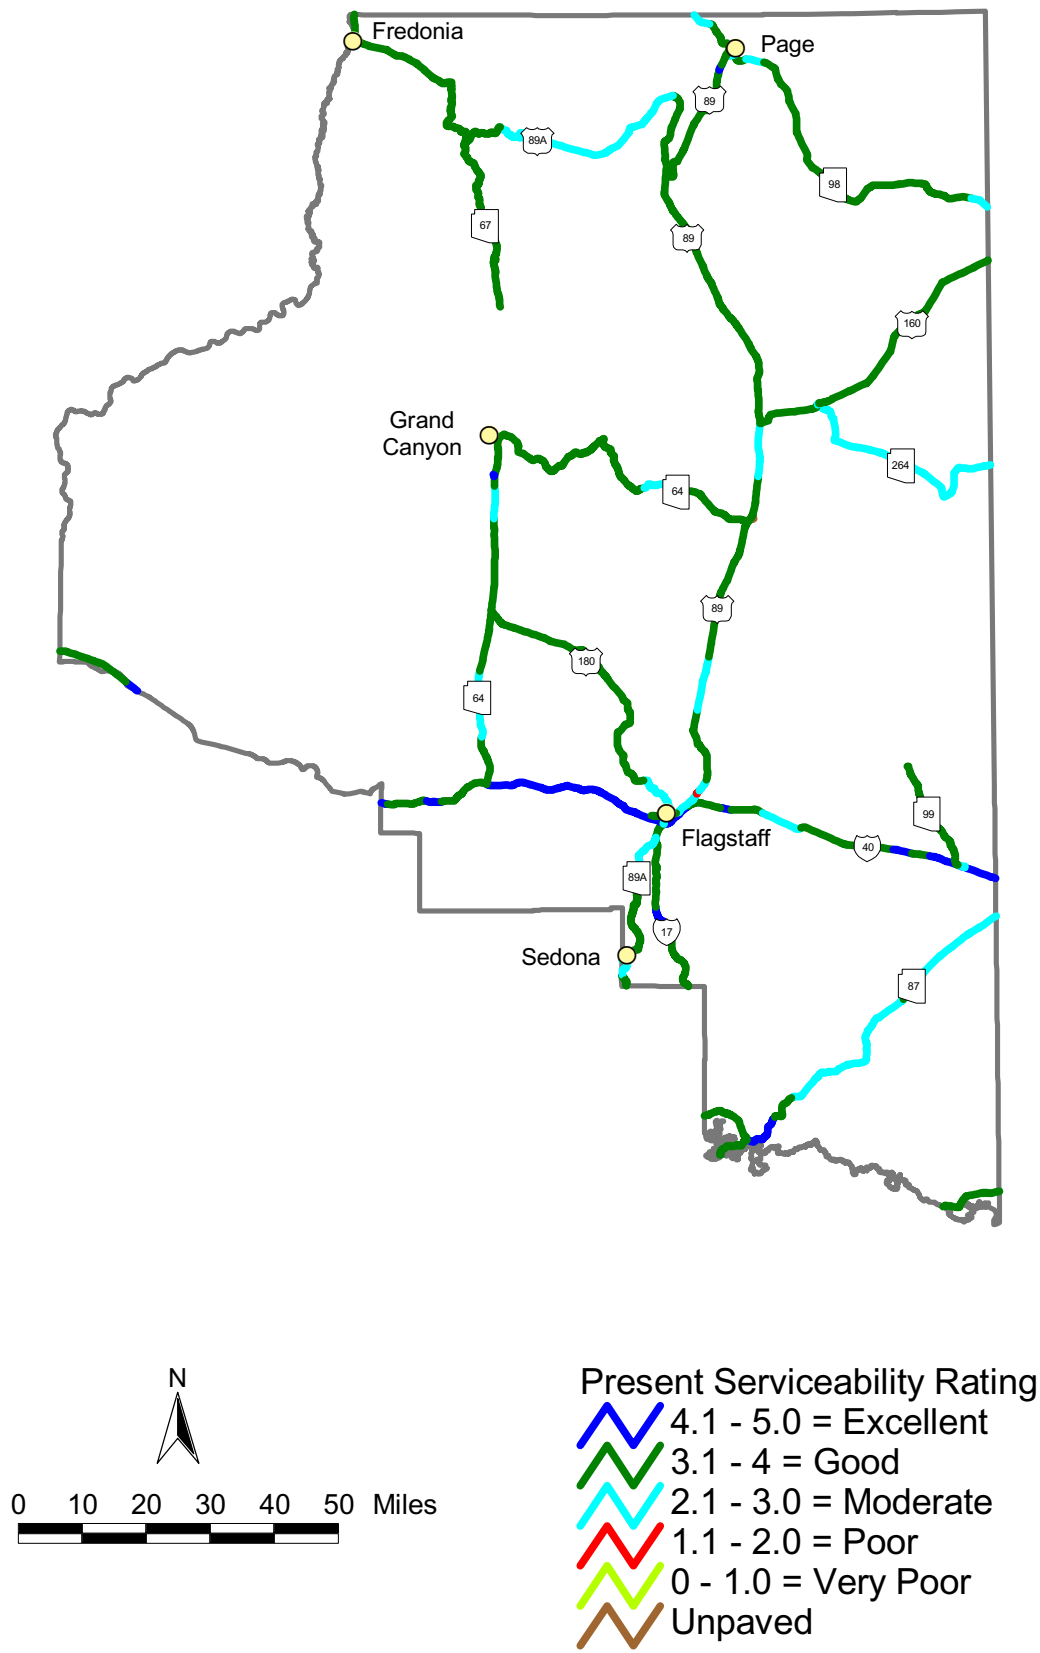 Fredonia
Page
89
89A
98
67
89
160
Grand
Canyon
264
64
89
180
64
99
Flagstaff
40
89A
17
Sedona
87
N
0 10 20 30 40 50 Miles
Present Serviceability Rating
4.1 - 5.0 = Excellent
3.1 - 4 = Good
2.1 - 3.0 = Moderate
1.1 - 2.0 = Poor
0 - 1.0 = Very Poor
Unpaved